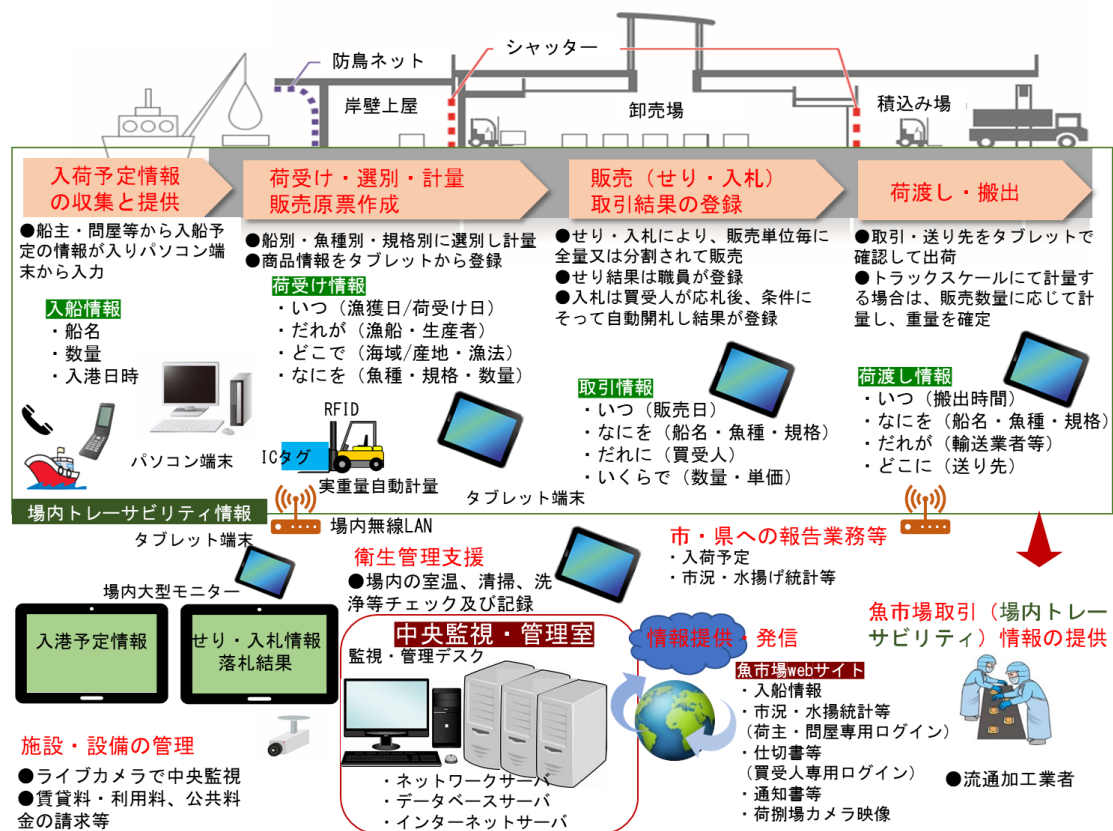 シャッター
防鳥ネット
岸壁上屋
卸売場
積込み場
入荷予定情報
の収集と提供
荷受け・選別・計量
販売原票作成
販売（せり・入札）
取引結果の登録
荷渡し・搬出
●船主・問屋等から入船予
定の情報が入りパソコン端
末から入力
入船情報
・船名
・数量
・入港日時
パソコン端末
●船別・魚種別・規格別に選別し計量
●商品情報をタブレットから登録
荷受け情報
・いつ（漁獲日/荷受け日）
・だれが（漁船・生産者）
・どこで（海域/産地・漁法）
・なにを（魚種・規格・数量）
RFID
ICタグ
実重量自動計量
タブレット端末
●せり・入札により、販売単位毎に
全量又は分割されて販売
●せり結果は職員が登録
●入札は買受人が応札後、条件に
そって自動開札し結果が登録
取引情報
・いつ（販売日）
・なにを（船名・魚種・規格）
・だれに（買受人）
・いくらで（数量・単価）
●取引・送り先をタブレットで
確認して出荷
●トラックスケールにて計量す
る場合は、販売数量に応じて計
量し、重量を確定
荷渡し情報
・いつ（搬出時間）
・なにを（船名・魚種・規格）
・だれが（輸送業者等）
・どこに（送り先）
場内トレーサビリティ情報
場内無線LAN
タブレット端末
場内大型モニター
入港予定情報
せり・入札情報
落札結果
施設・設備の管理
●ライブカメラで中央監視
●賃貸料・利用料、公共料
金の請求等
衛生管理支援
●場内の室温、清掃、洗
浄等チェック及び記録
中央監視・管理室
監視・管理デスク
・ネットワークサーバ
・データベースサーバ
・インターネットサーバ
市・県への報告業務等
・入荷予定
・市況・水揚げ統計等
情報提供・発信
魚市場webサイト
・入船情報
・市況・水揚統計等
（荷主・問屋専用ログイン）
・仕切書等
（買受人専用ログイン）
・通知書等
・荷捌場カメラ映像
魚市場取引（場内トレー
サビリティ）情報の提供
●流通加工業者